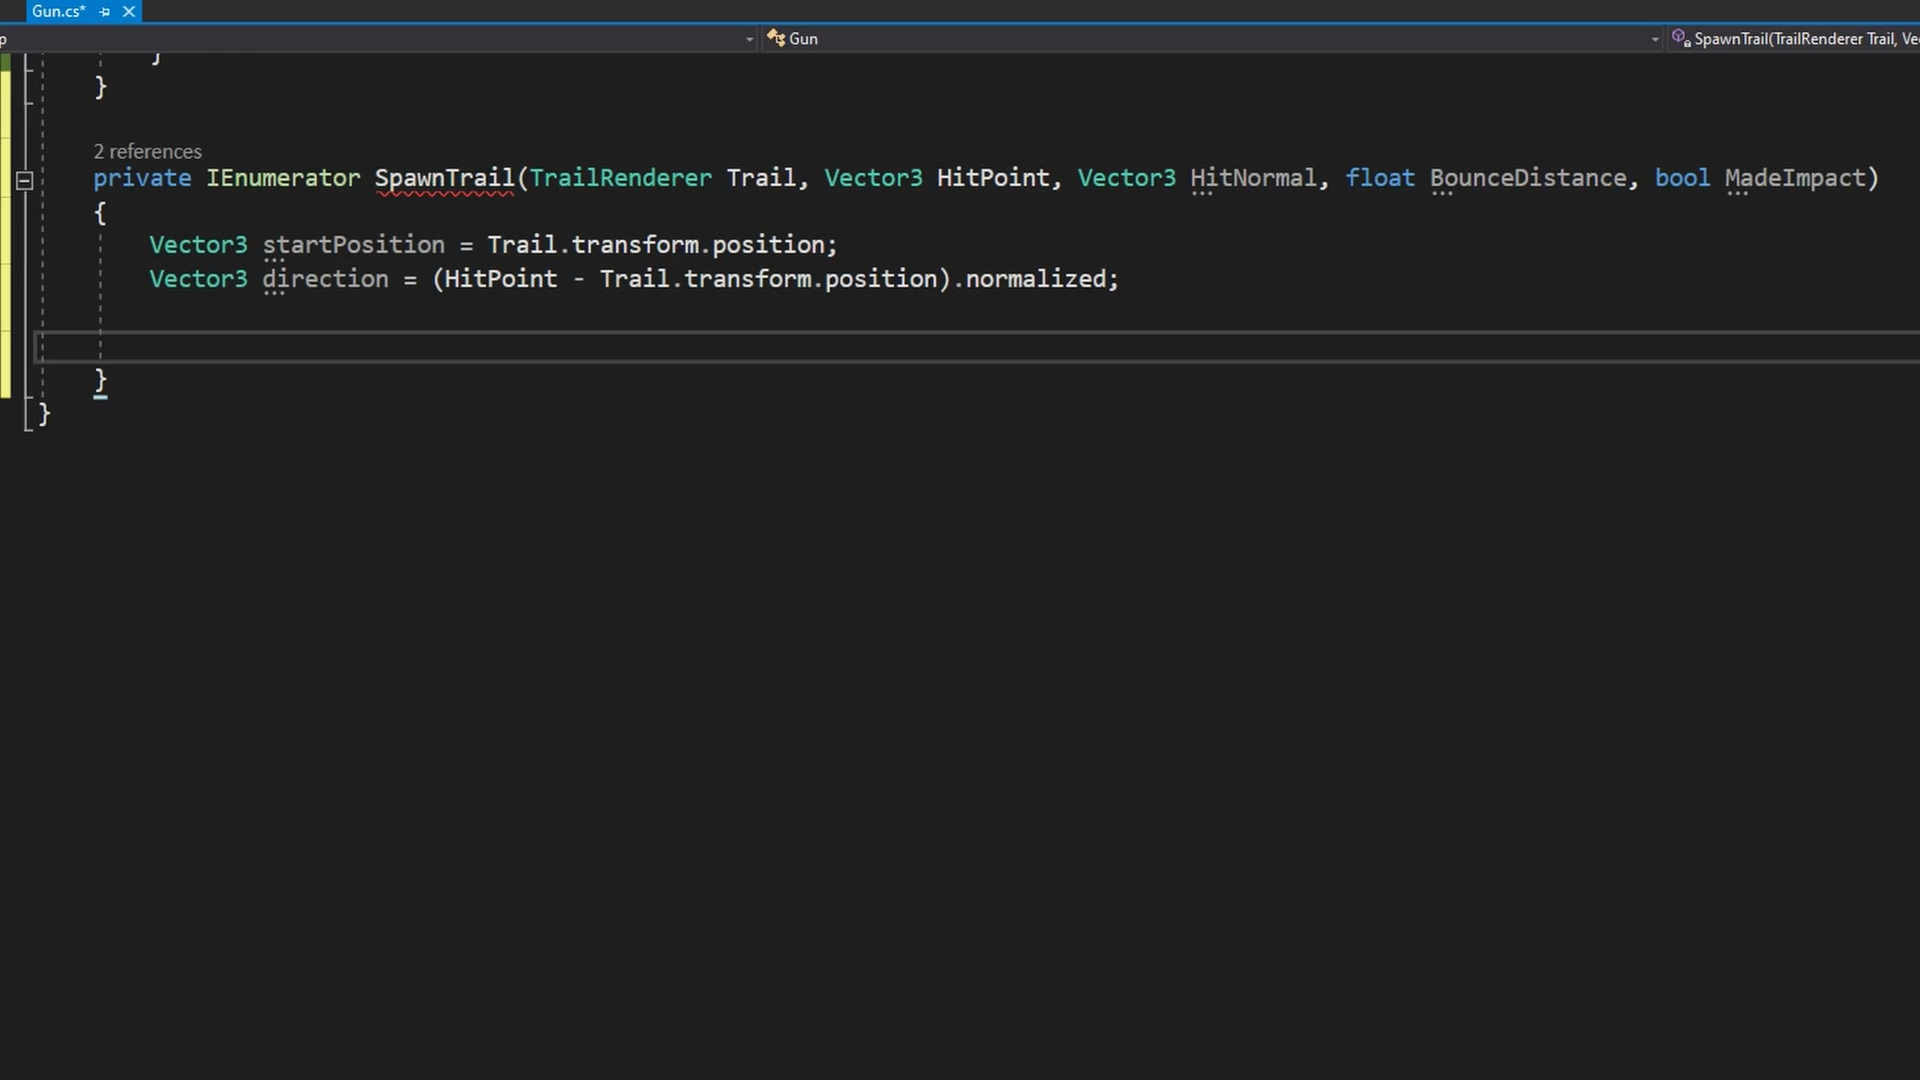 Gun.cs*
p
Gun
SpawnTrail(TrailRenderer Trail, Ve
}
}
2 references
private IEnumerator SpawnTrail(TrailRenderer Trail, Vector3 HitPoint, Vector3 HitNormal, float BounceDistance, bool MadeImpact)
{
Vector3 startPosition = Trail.transform.position;
Vector3 direction = (HitPoint - Trail.transform.position).normalized;
}
}